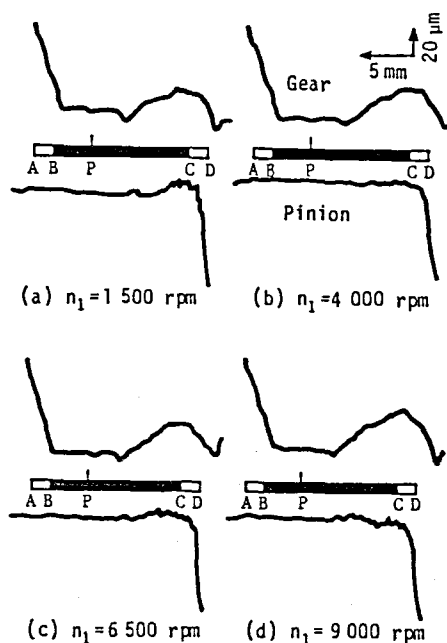 20 μm
5 mm
Gear
A B P C D
A B P C D
Pinion
(a) n1=1 500 rpm
(b) n1=4 000 rpm
A B P C D
A B P C D
(c) n1=6 500 rpm
(d) n1=9 000 rpm